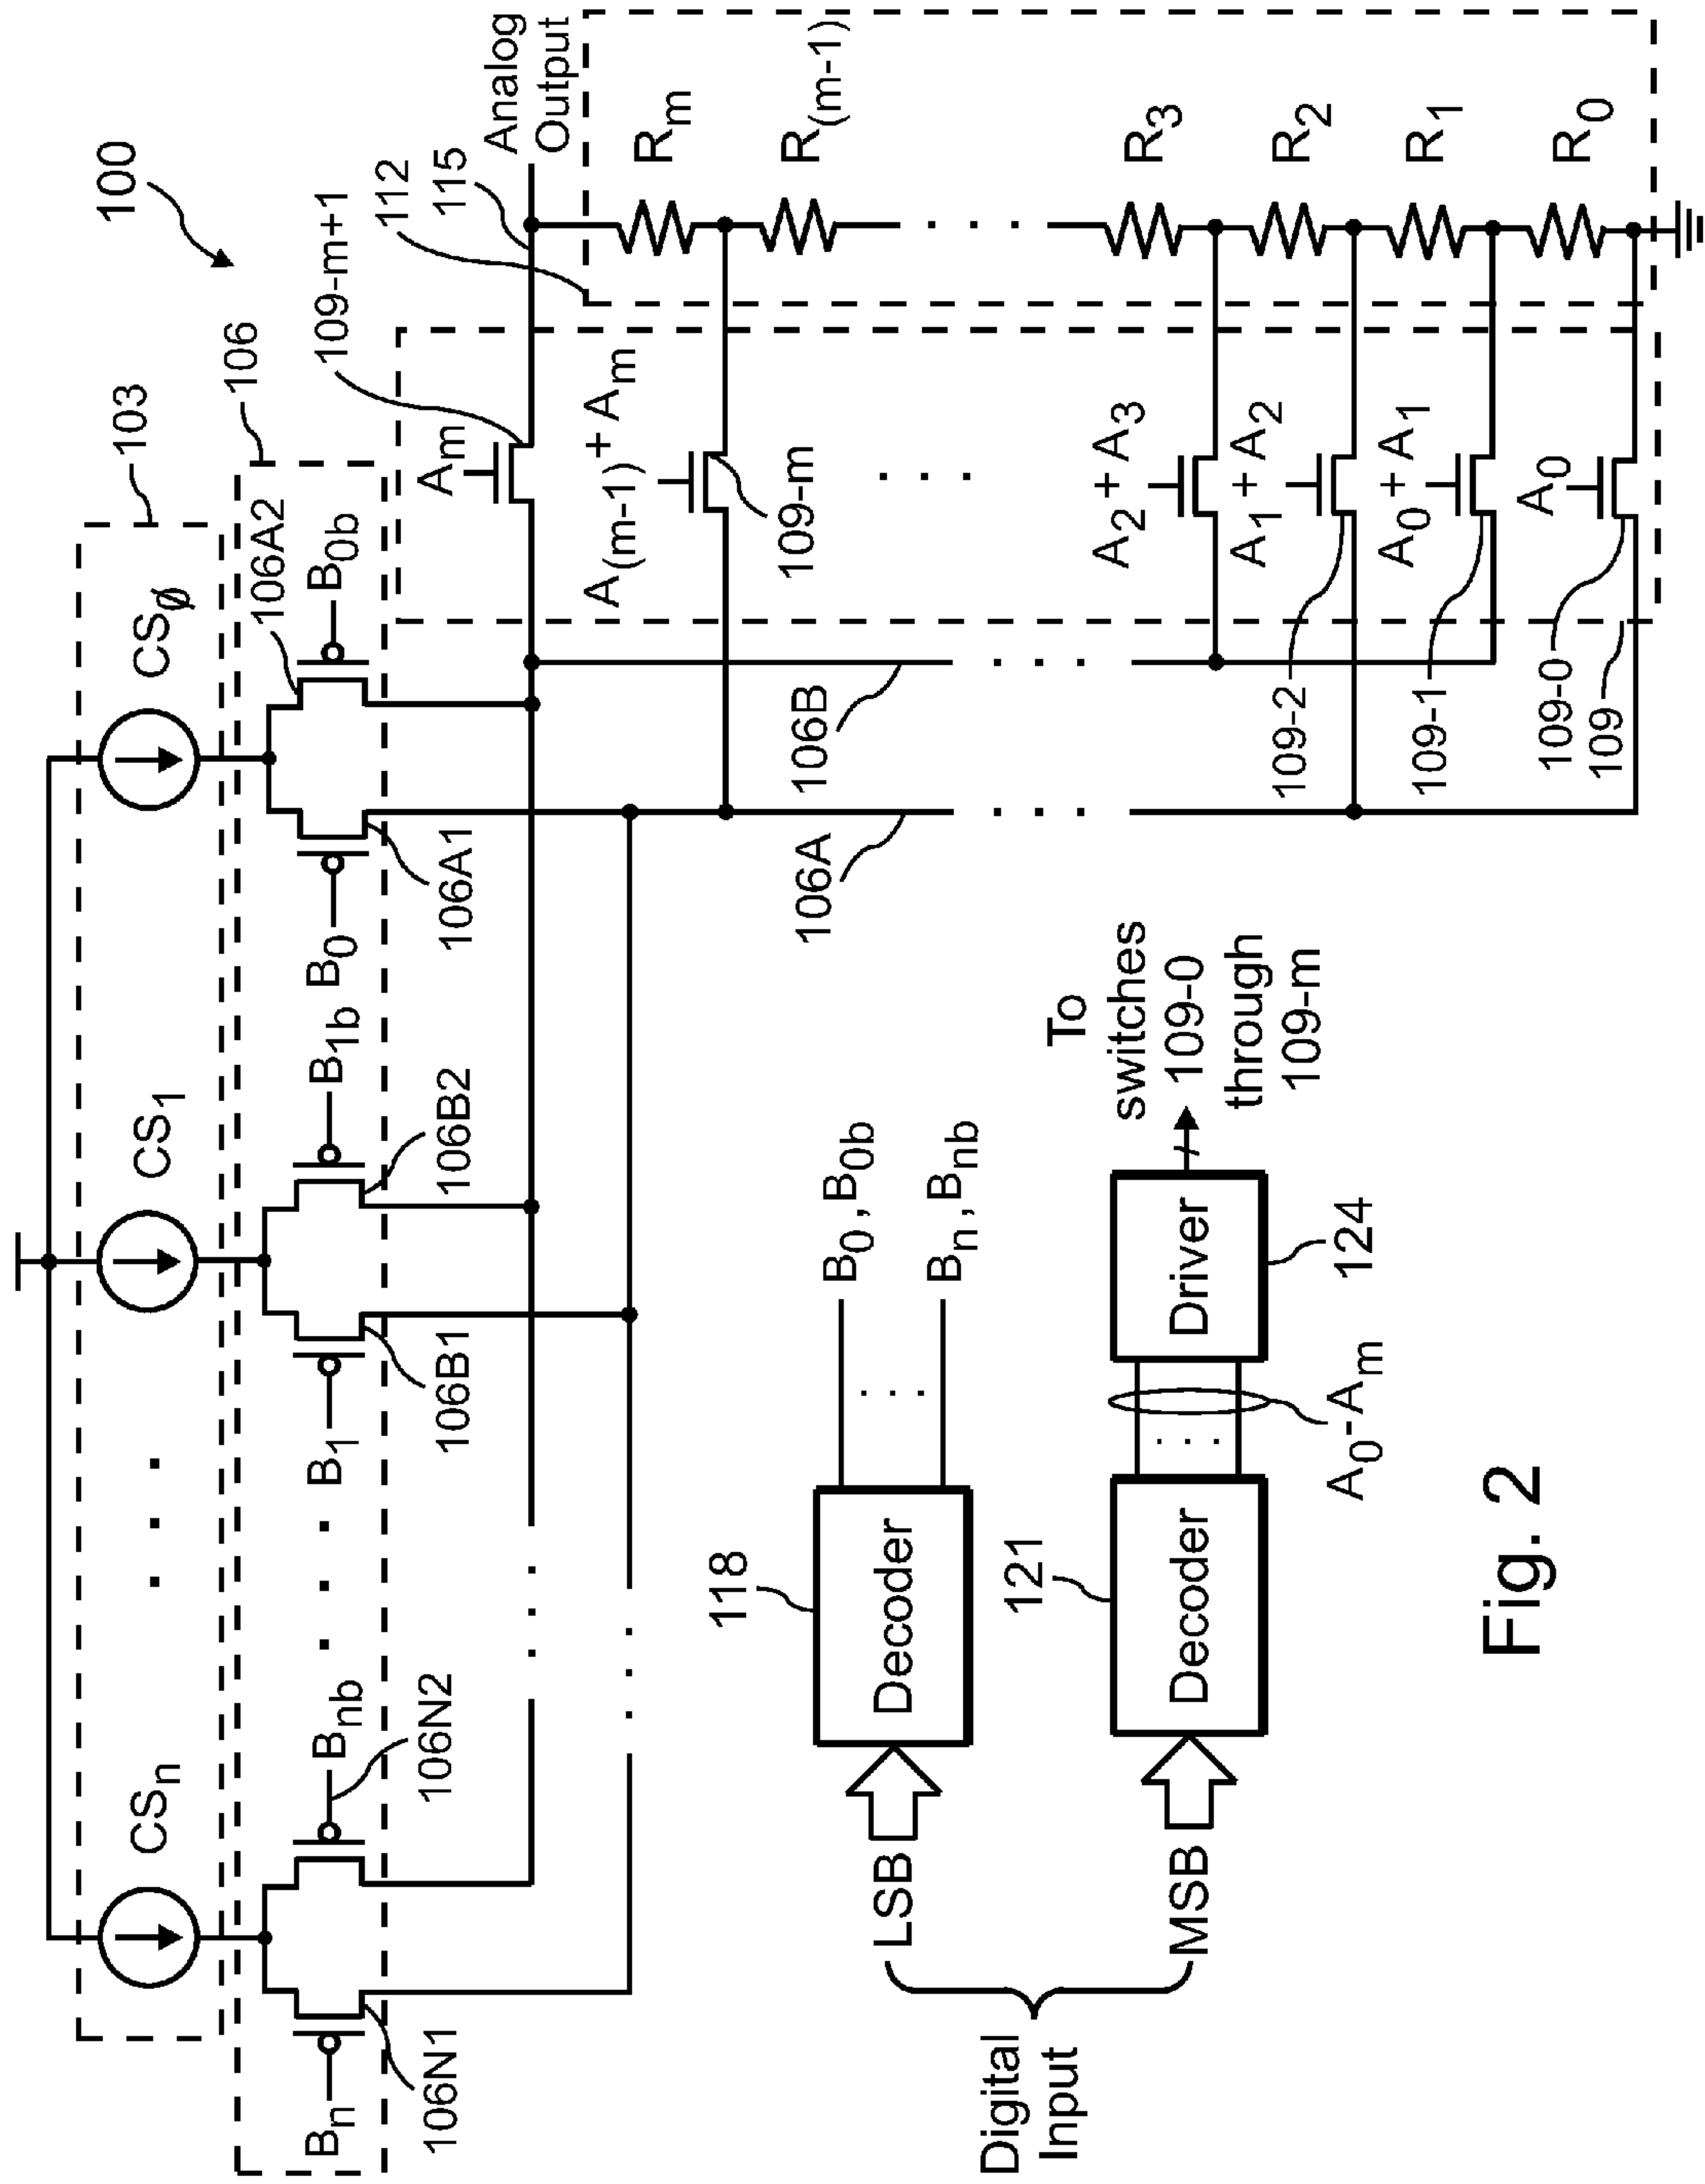 100
103
CSn
CS1
CS∅
106
Bn
Bnb
B1
B1b
B0
B0b
106A2
106N1
106N2
106B1
106B2
106A1
109-m+1
112
115
Analog
Output
Am
A(m-1)+Am
109-m
Rm
R(m-1)
106A
106B
A2+A3
A1+A2
A0+A1
A0
R3
R2
R1
R0
109-2
109-1
109-0
109
Digital
Input
LSB
MSB
118
Decoder
B0, B0b
Bn, Bnb
121
Decoder
A0-Am
Driver
124
To
switches
109-0
through
109-m
Fig. 2